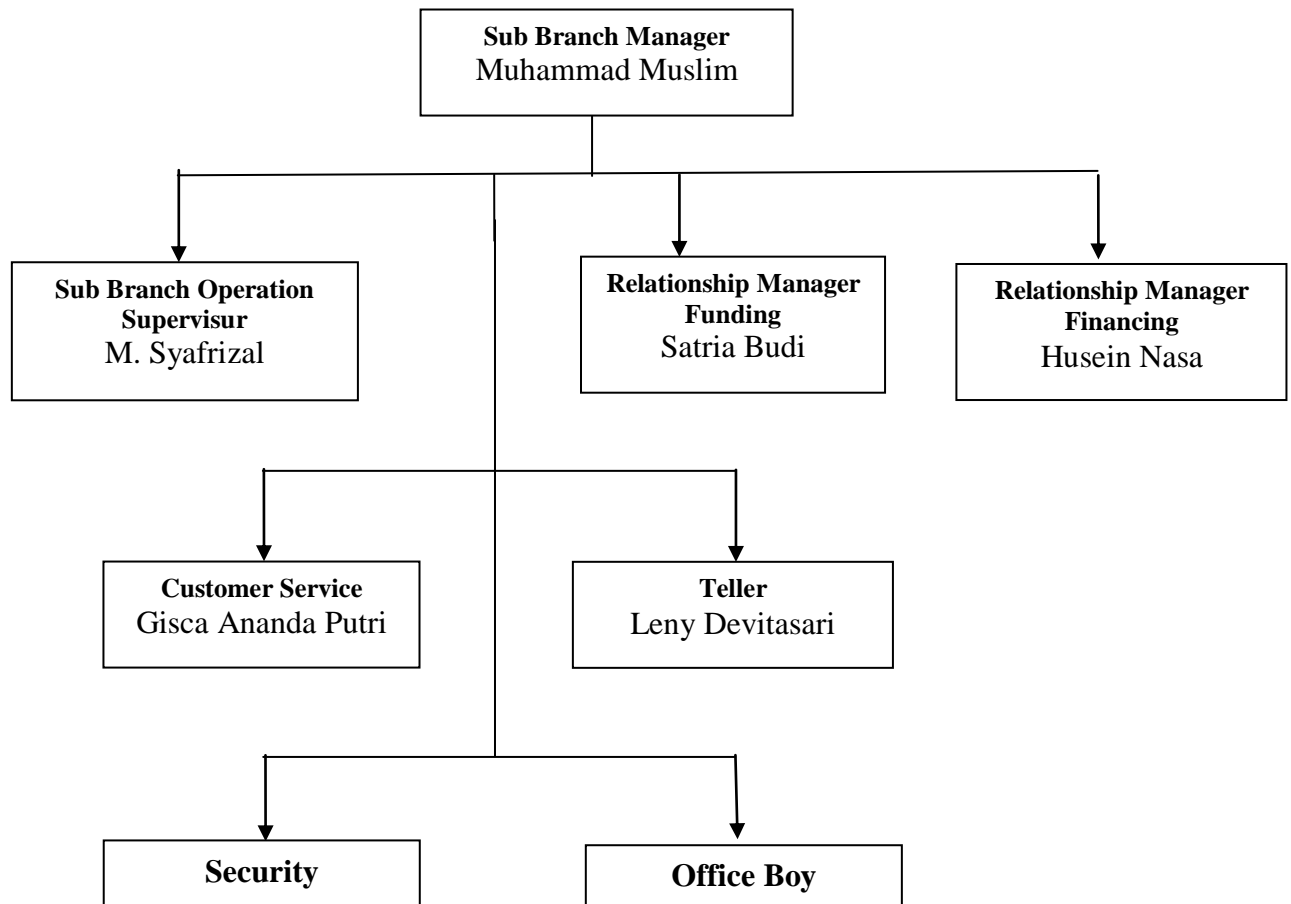 Sub Branch Manager
Muhammad Muslim
Sub Branch Operation
Supervisur
M. Syafrizal
Relationship Manager
Funding
Satria Budi
Relationship Manager
Financing
Husein Nasa
Customer Service
Gisca Ananda Putri
Teller
Leny Devitasari
Security
Office Boy